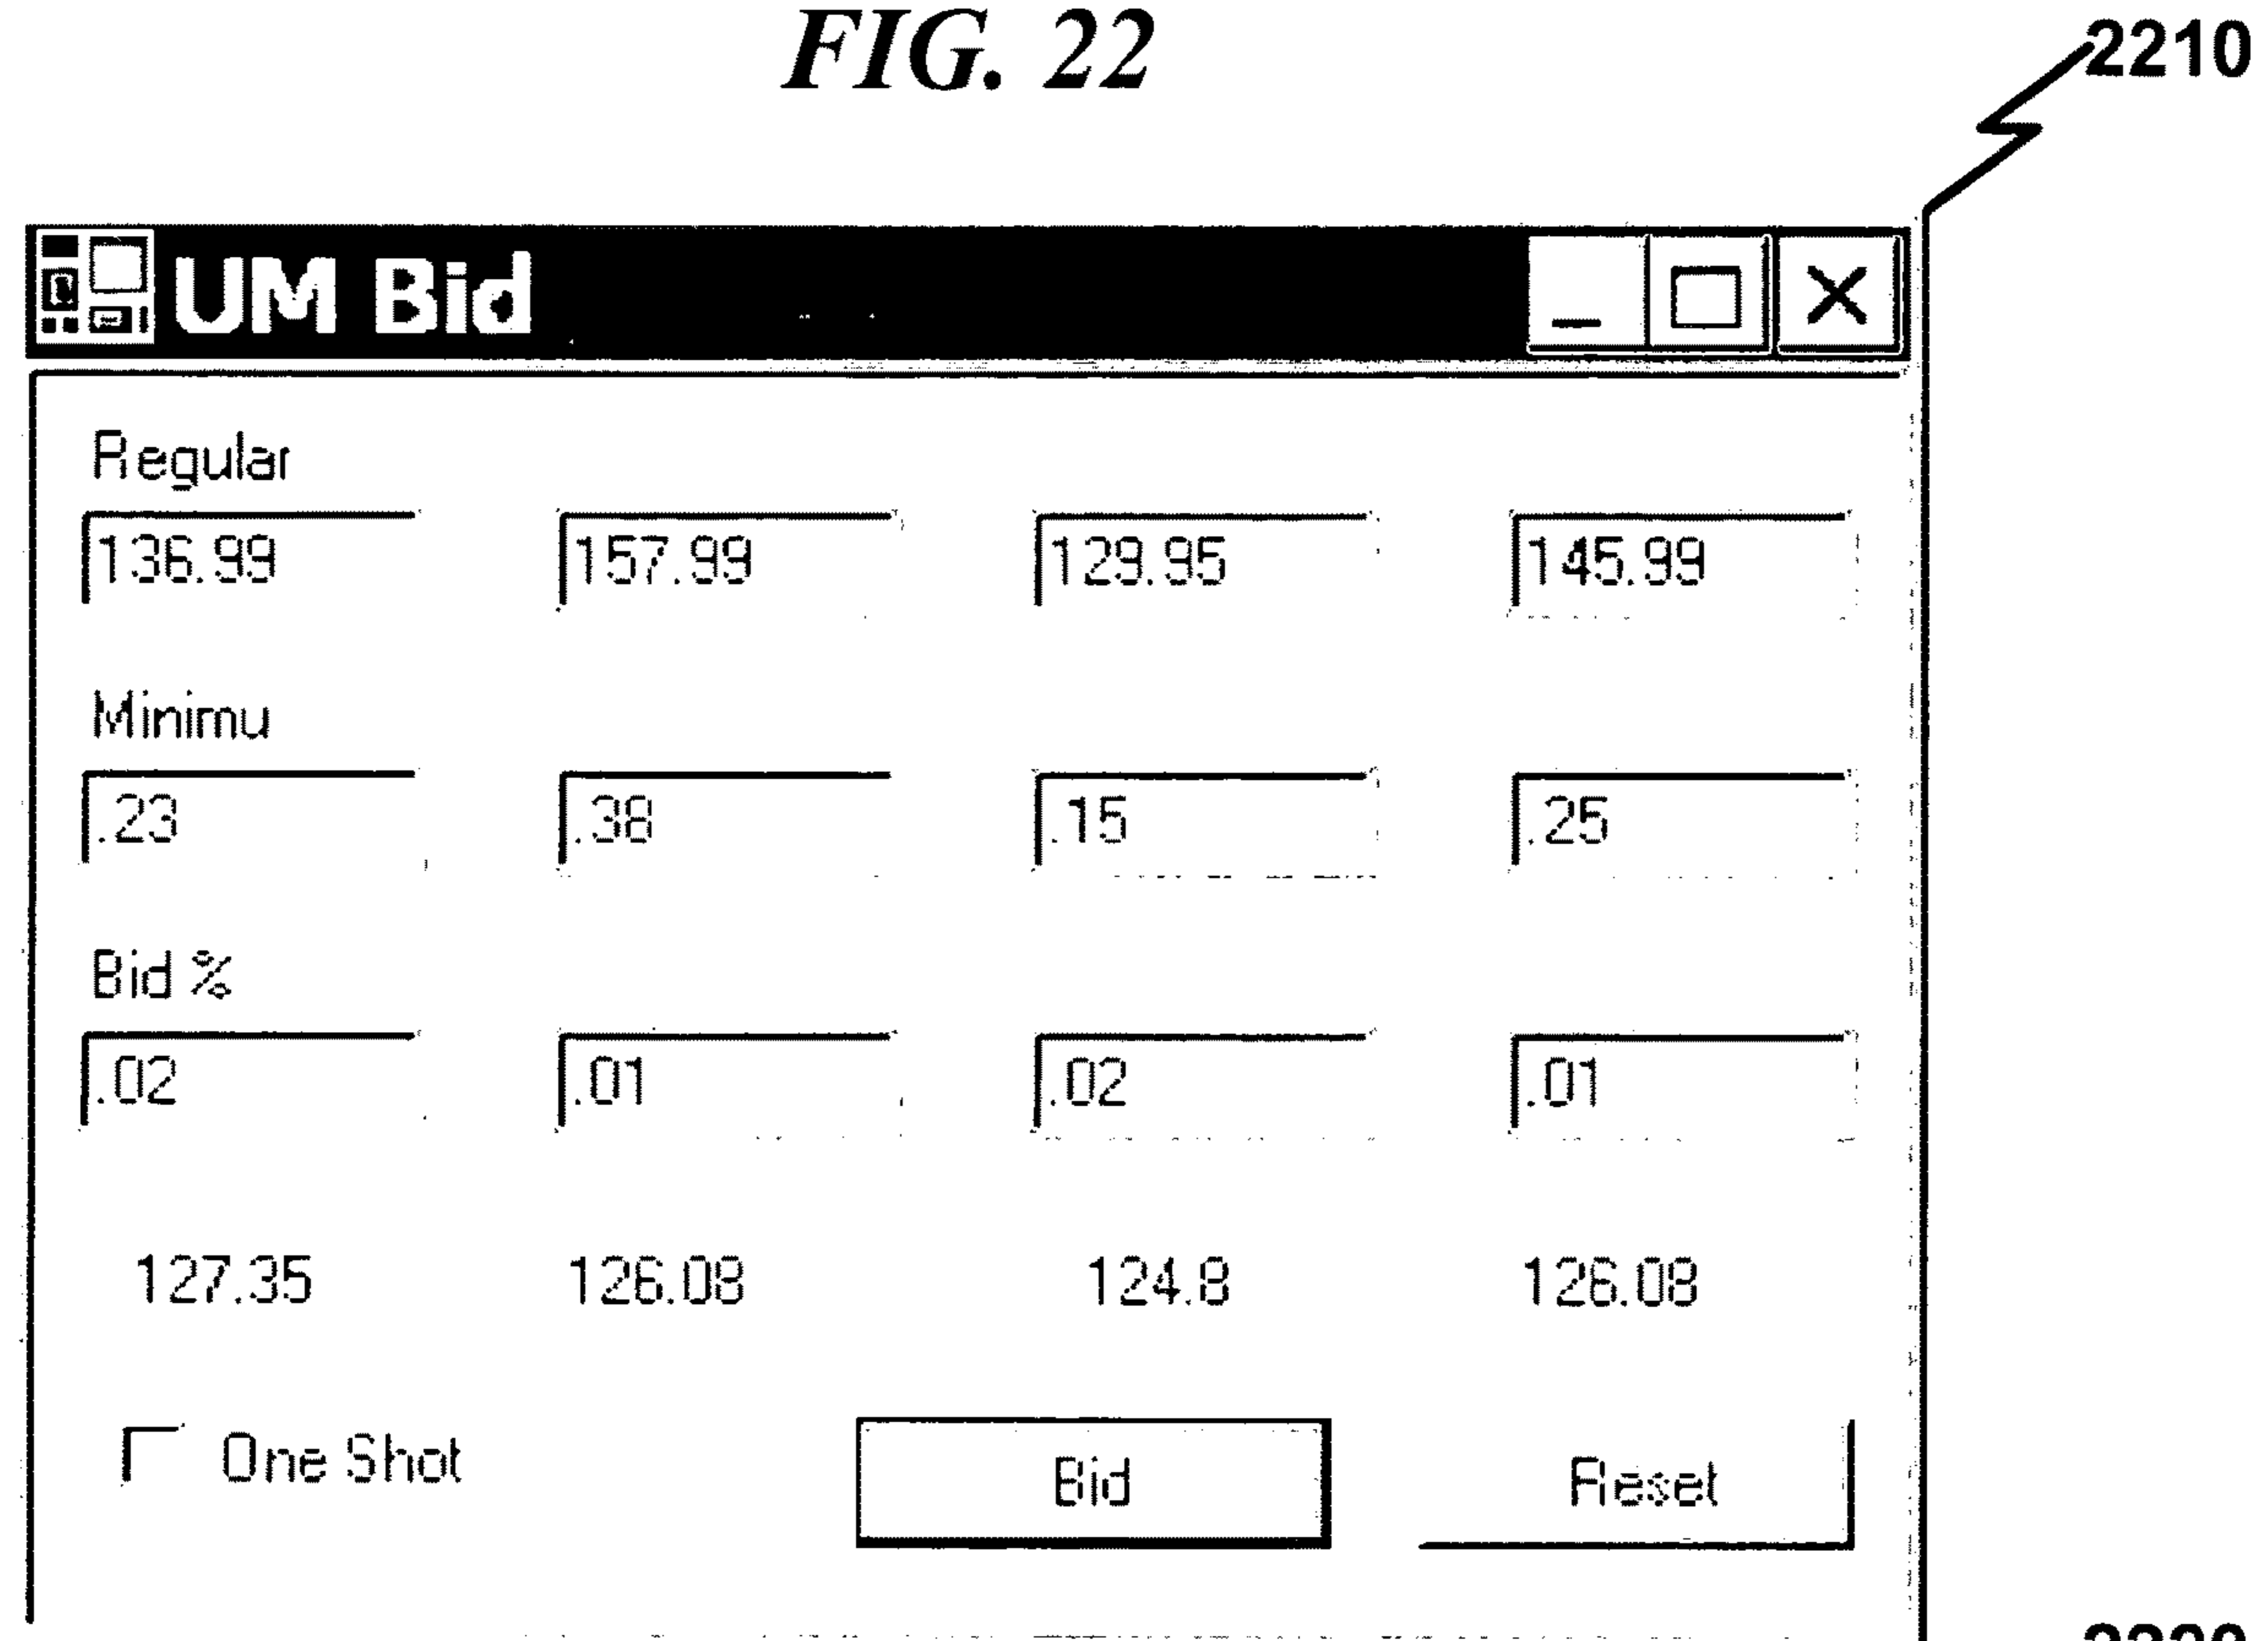 FIG. 22
2210
UM Bid
Regular
136.99 157.99 129.95 145.99
Minimu
.23 .38 .15 .25
Bid %
.02 .01 .02 .01
127.35 126.08 124.8 126.08
One Shot Bid Reset